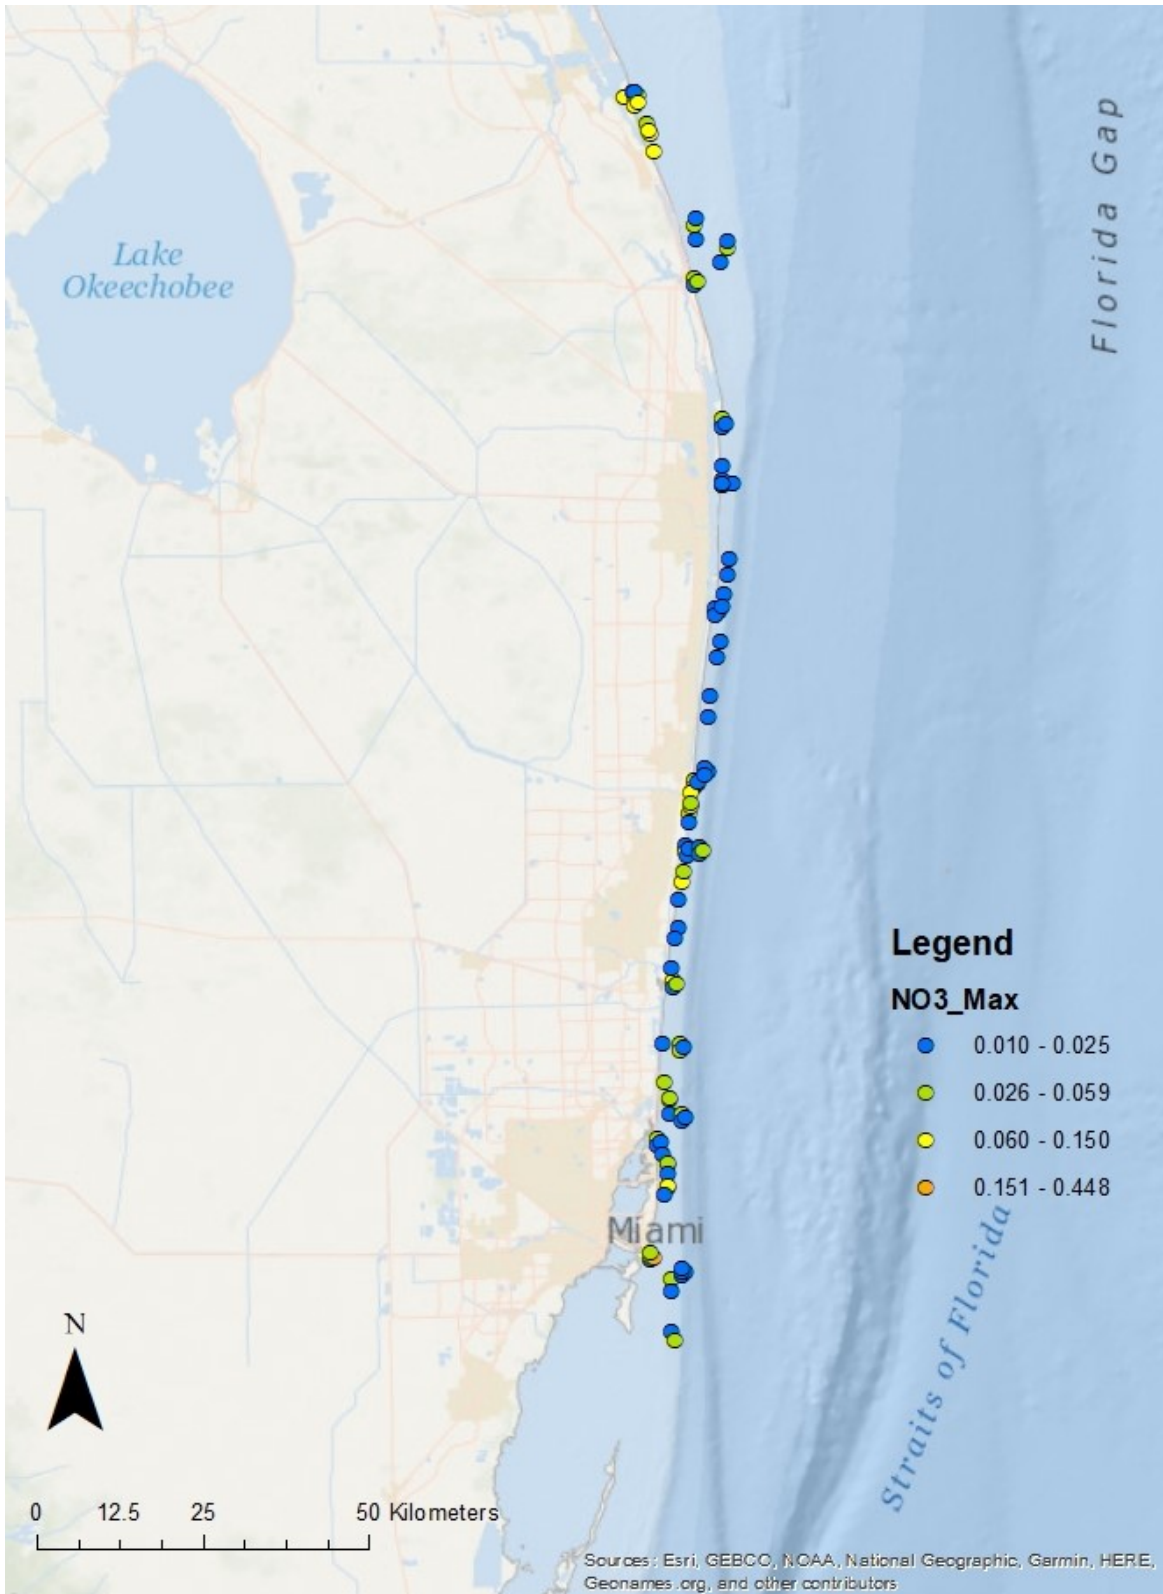 Florida Gap
Lake
Okeechobee
Legend
NO3_Max
0.010 - 0.025
0.026 - 0.059
0.060 - 0.150
0.151 - 0.448
Miami
Straits of Florida
N
0 12.5 25 50 Kilometers
Sources: Esri, GEBCO, NOAA, National Geographic, Garmin, HERE,
Geonames.org, and other contributors